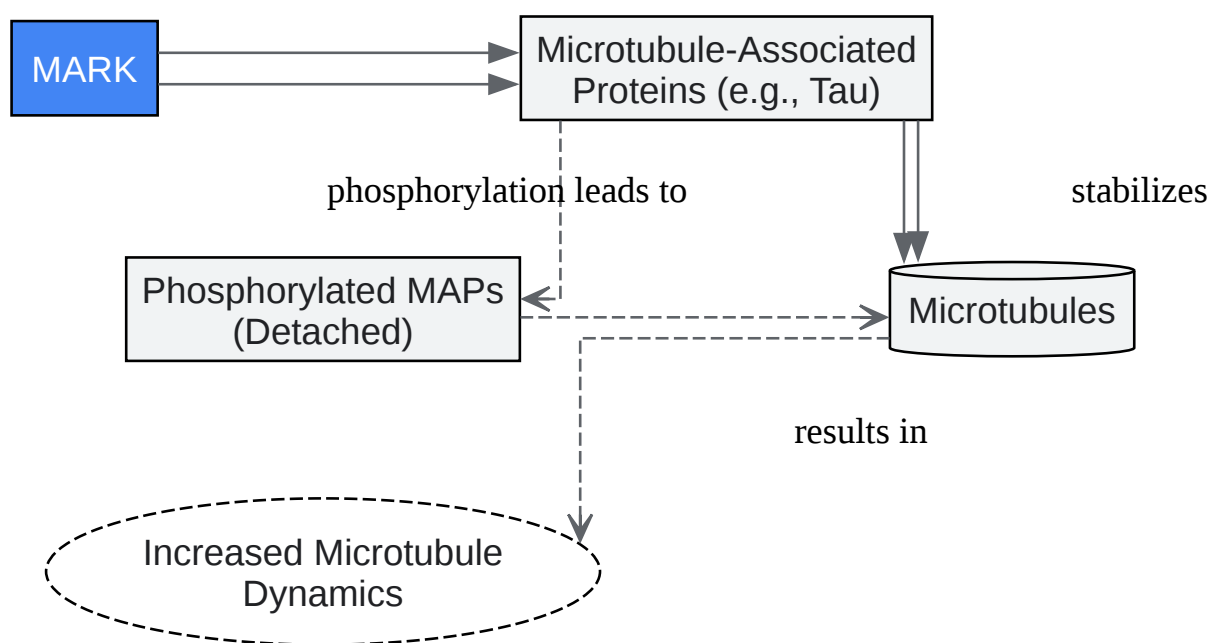 MARK
Microtubule-Associated
Proteins (e.g., Tau)
phosphorylation leads to
stabilizes
Phosphorylated MAPs
(Detached)
Microtubules
results in
Increased Microtubule
Dynamics